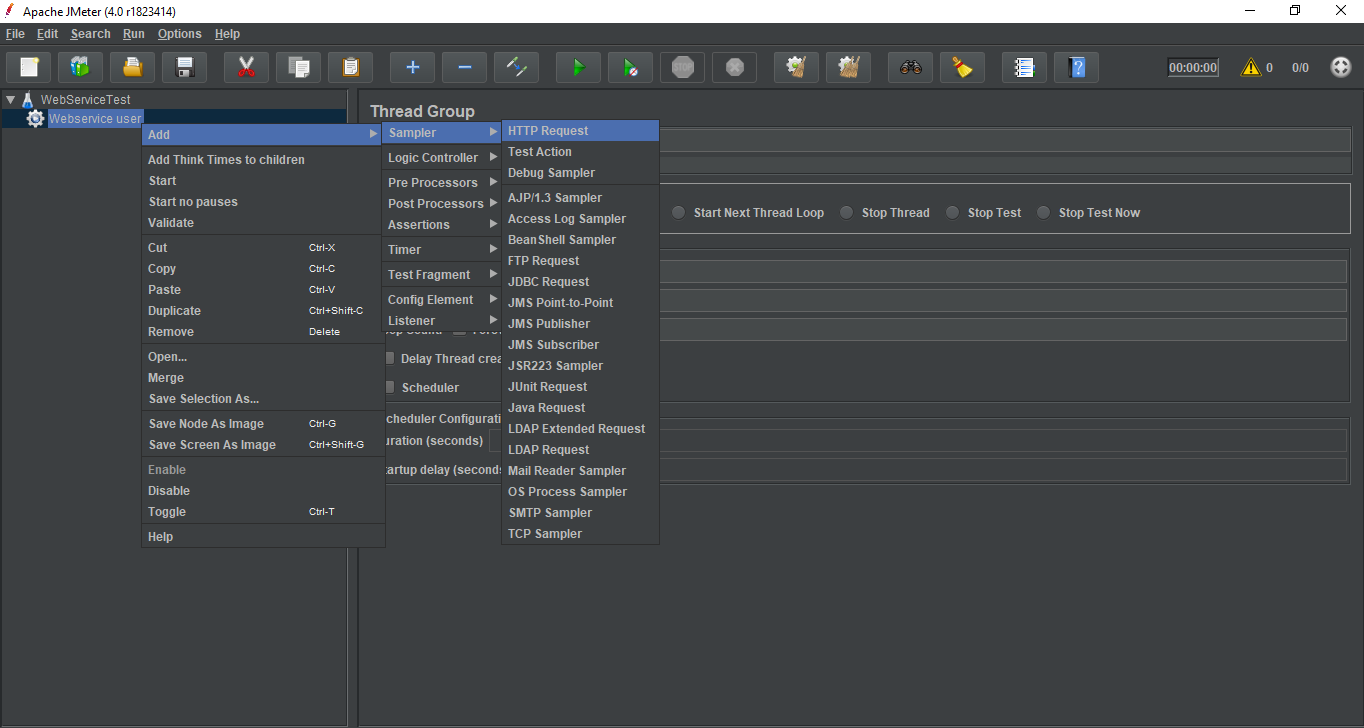 Apache JMeter (4.0 r1823414)
File Edit Search Run Options Help
STOP
00:00:00 0 0/0
WebServiceTest
Webservice user
Thread Group
Add
Add Think Times to children
Start
Start no pauses
Validate
Cut Ctrl-X
Copy Ctrl-C
Paste Ctrl-V
Duplicate Ctrl+Shift-C
Remove Delete
Open...
Merge
Save Selection As...
Save Node As Image Ctrl-G
Save Screen As Image Ctrl+Shift-G
Enable
Disable
Toggle Ctrl-T
Help
Sampler
Logic Controller
Pre Processors
Post Processors
Assertions
Timer
Test Fragment
Config Element
Listener
HTTP Request
Test Action
Debug Sampler
AJP/1.3 Sampler
Access Log Sampler
BeanShell Sampler
FTP Request
JDBC Request
JMS Point-to-Point
JMS Publisher
JMS Subscriber
JSR223 Sampler
JUnit Request
Java Request
LDAP Extended Request
LDAP Request
Mail Reader Sampler
OS Process Sampler
SMTP Sampler
TCP Sampler
Start Next Thread Loop Stop Thread Stop Test Stop Test Now
Delay Thread crea
Scheduler
cheduler Configurati
uration (seconds)
artup delay (second